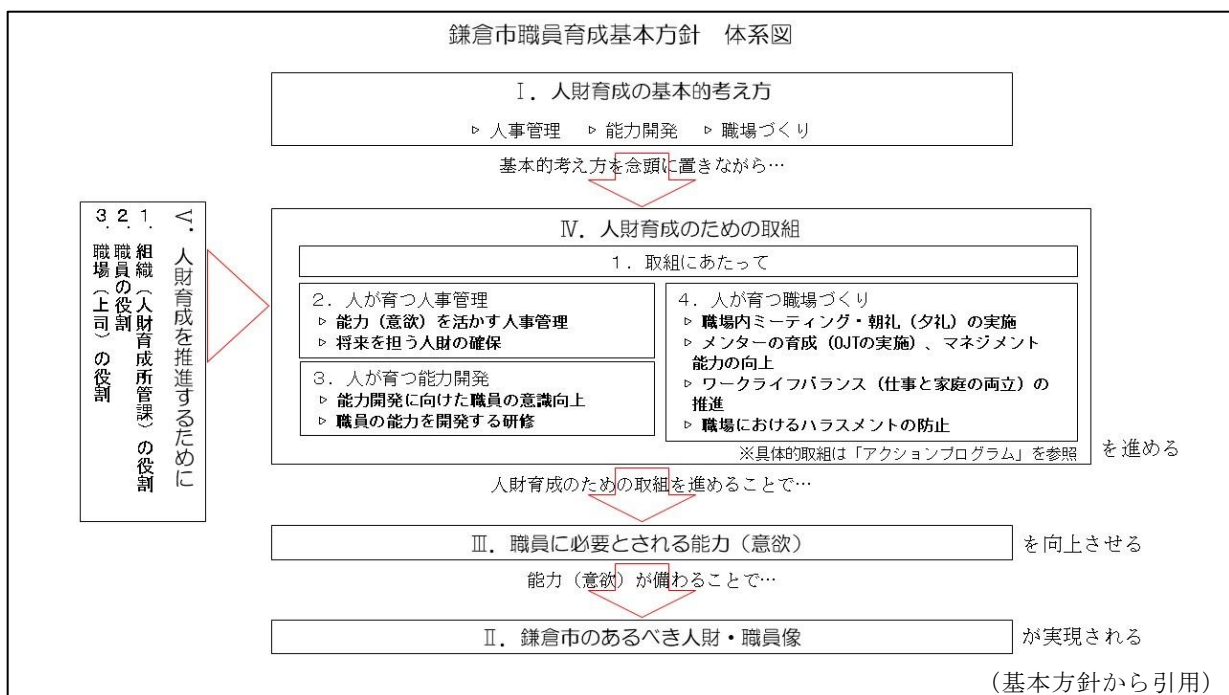 鎌倉市職員育成基本方針 体系図
Ⅰ．人財育成の基本的考え方
▷ 人事管理 ▷ 能力開発 ▷ 職場づくり
基本的考え方を念頭に置きながら…
Ⅴ．人財育成を推進するために
１．組織（人財育成所管課）の役割
２．職員の役割
３．職場（上司）の役割
Ⅳ．人財育成のための取組
１．取組にあたって
２．人が育つ人事管理
▷ 能力（意欲）を活かす人事管理
▷ 将来を担う人財の確保
３．人が育つ能力開発
▷ 能力開発に向けた職員の意識向上
▷ 職員の能力を開発する研修
４．人が育つ職場づくり
▷ 職場内ミーティング・朝礼（夕礼）の実施
▷ メンターの育成（OJTの実施）、マネジメント
能力の向上
▷ ワークライフバランス（仕事と家庭の両立）の
推進
▷ 職場におけるハラスメントの防止
※具体的取組は「アクションプログラム」を参照
を進める
人財育成のための取組を進めることで…
Ⅲ．職員に必要とされる能力（意欲）
を向上させる
能力（意欲）が備わることで…
Ⅱ．鎌倉市のあるべき人財・職員像
が実現される
（基本方針から引用）